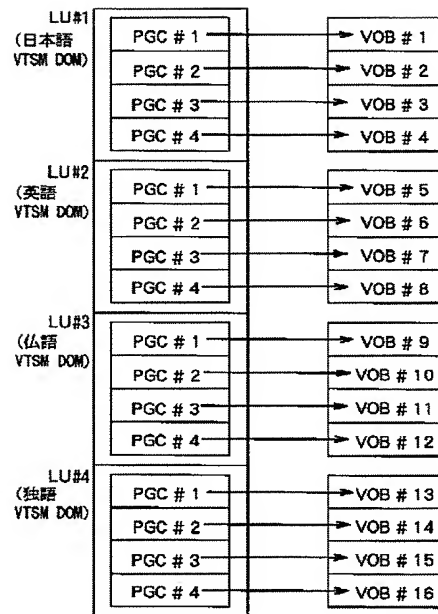 LU#1
(日本語
VTSM DOM)
PGC # 1
VOB # 1
PGC # 2
VOB # 2
PGC # 3
VOB # 3
PGC # 4
VOB # 4
LU#2
(英語
VTSM DOM)
PGC # 1
VOB # 5
PGC # 2
VOB # 6
PGC # 3
VOB # 7
PGC # 4
VOB # 8
LU#3
(仏語
VTSM DOM)
PGC # 1
VOB # 9
PGC # 2
VOB # 10
PGC # 3
VOB # 11
PGC # 4
VOB # 12
LU#4
(独語
VTSM DOM)
PGC # 1
VOB # 13
PGC # 2
VOB # 14
PGC # 3
VOB # 15
PGC # 4
VOB # 16